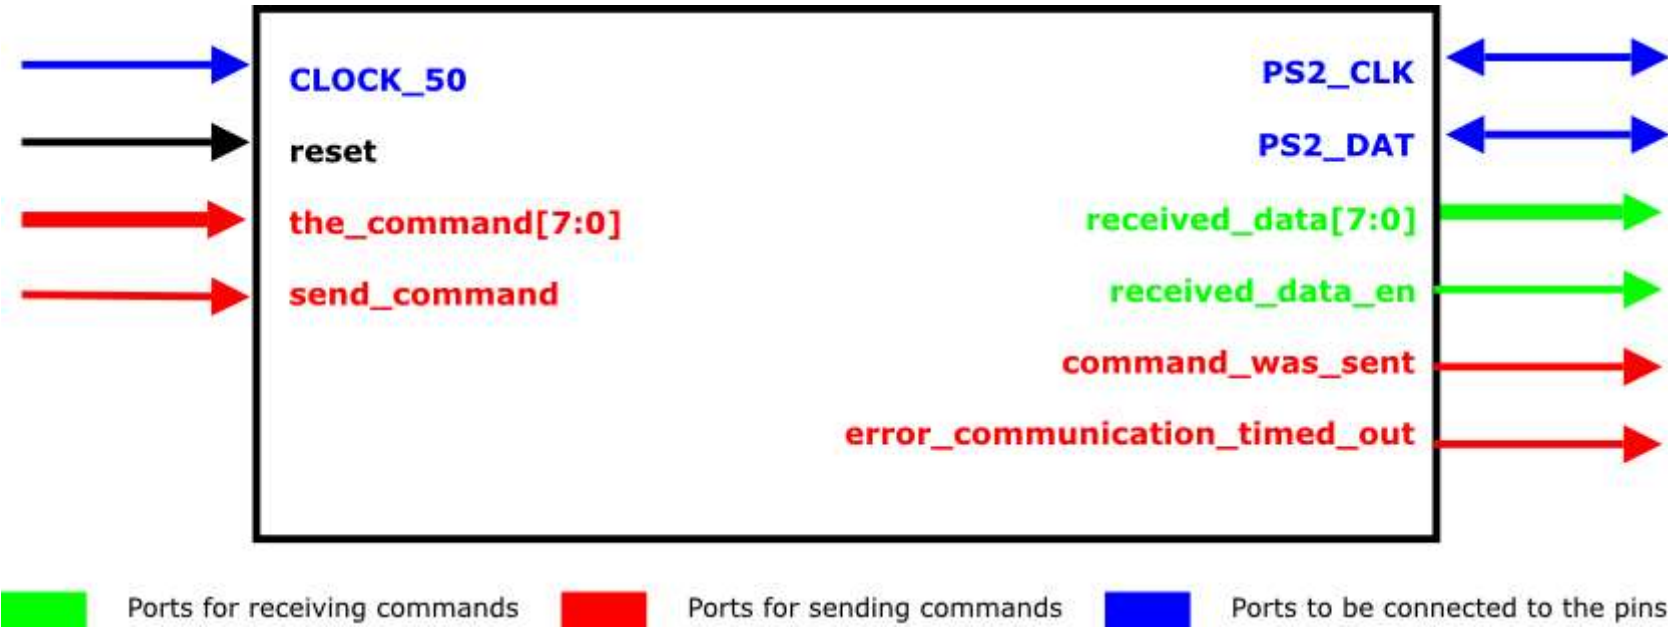 CLOCK_50
reset
the_command[7:0]
send_command
PS2_CLK
PS2_DAT
received_data[7:0]
received_data_en
command_was_sent
error_communication_timed_out
Ports for receiving commands
Ports for sending commands
Ports to be connected to the pins